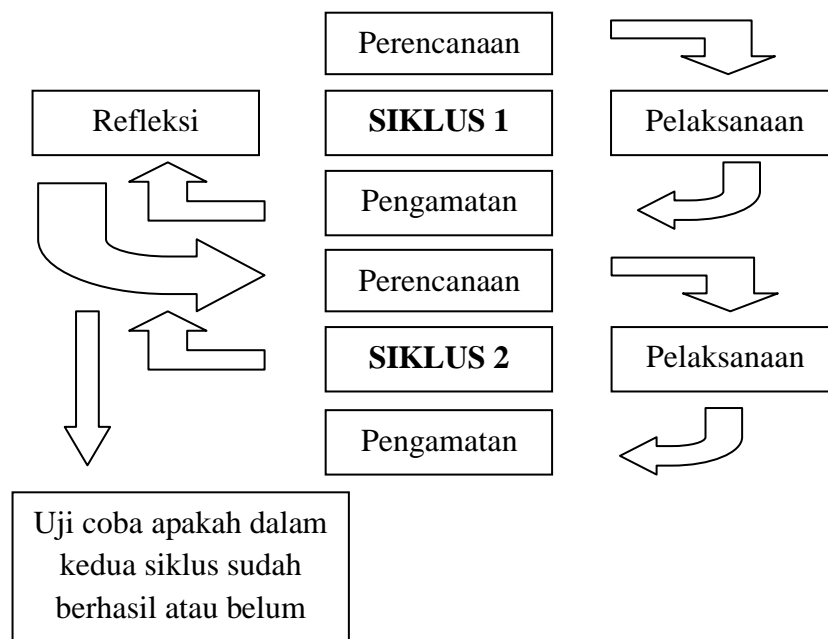 Perencanaan
Refleksi
SIKLUS 1
Pelaksanaan
Pengamatan
Perencanaan
SIKLUS 2
Pelaksanaan
Pengamatan
Uji coba apakah dalam
kedua siklus sudah
berhasil atau belum